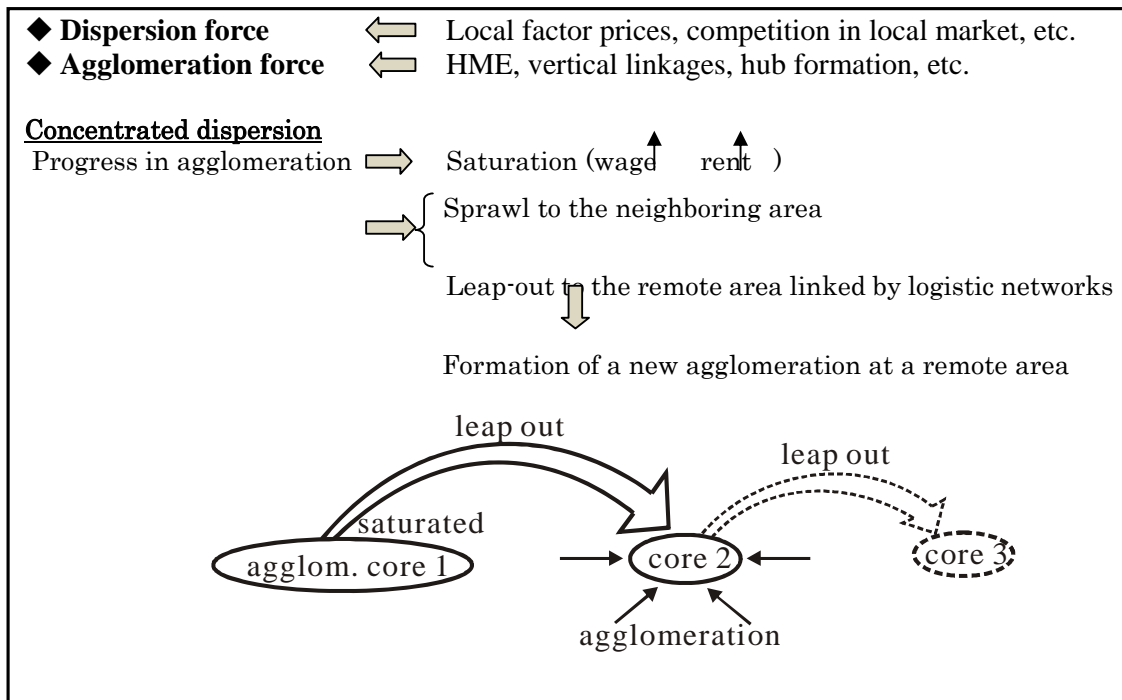 ◆ Dispersion force Local factor prices, competition in local market, etc.
◆ Agglomeration force HME, vertical linkages, hub formation, etc.
Concentrated dispersion
Progress in agglomeration Saturation (wage rent )
Sprawl to the neighboring area
Leap-out to the remote area linked by logistic networks
Formation of a new agglomeration at a remote area
leap out
leap out
saturated
agglom. core 1
core 2
core 3
agglomeration